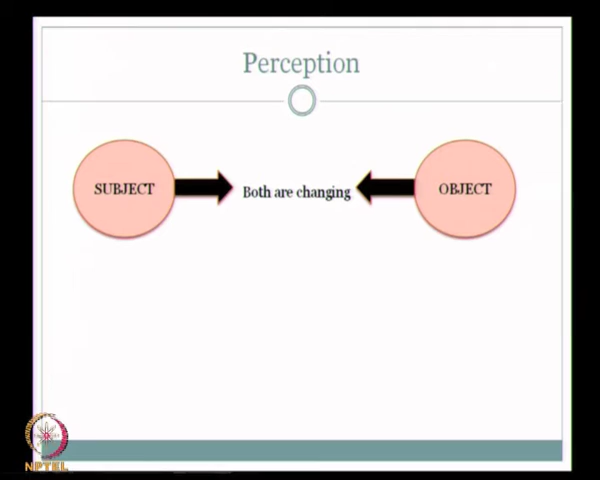 Perception
SUBJECT
Both are changing
OBJECT
NPTEL